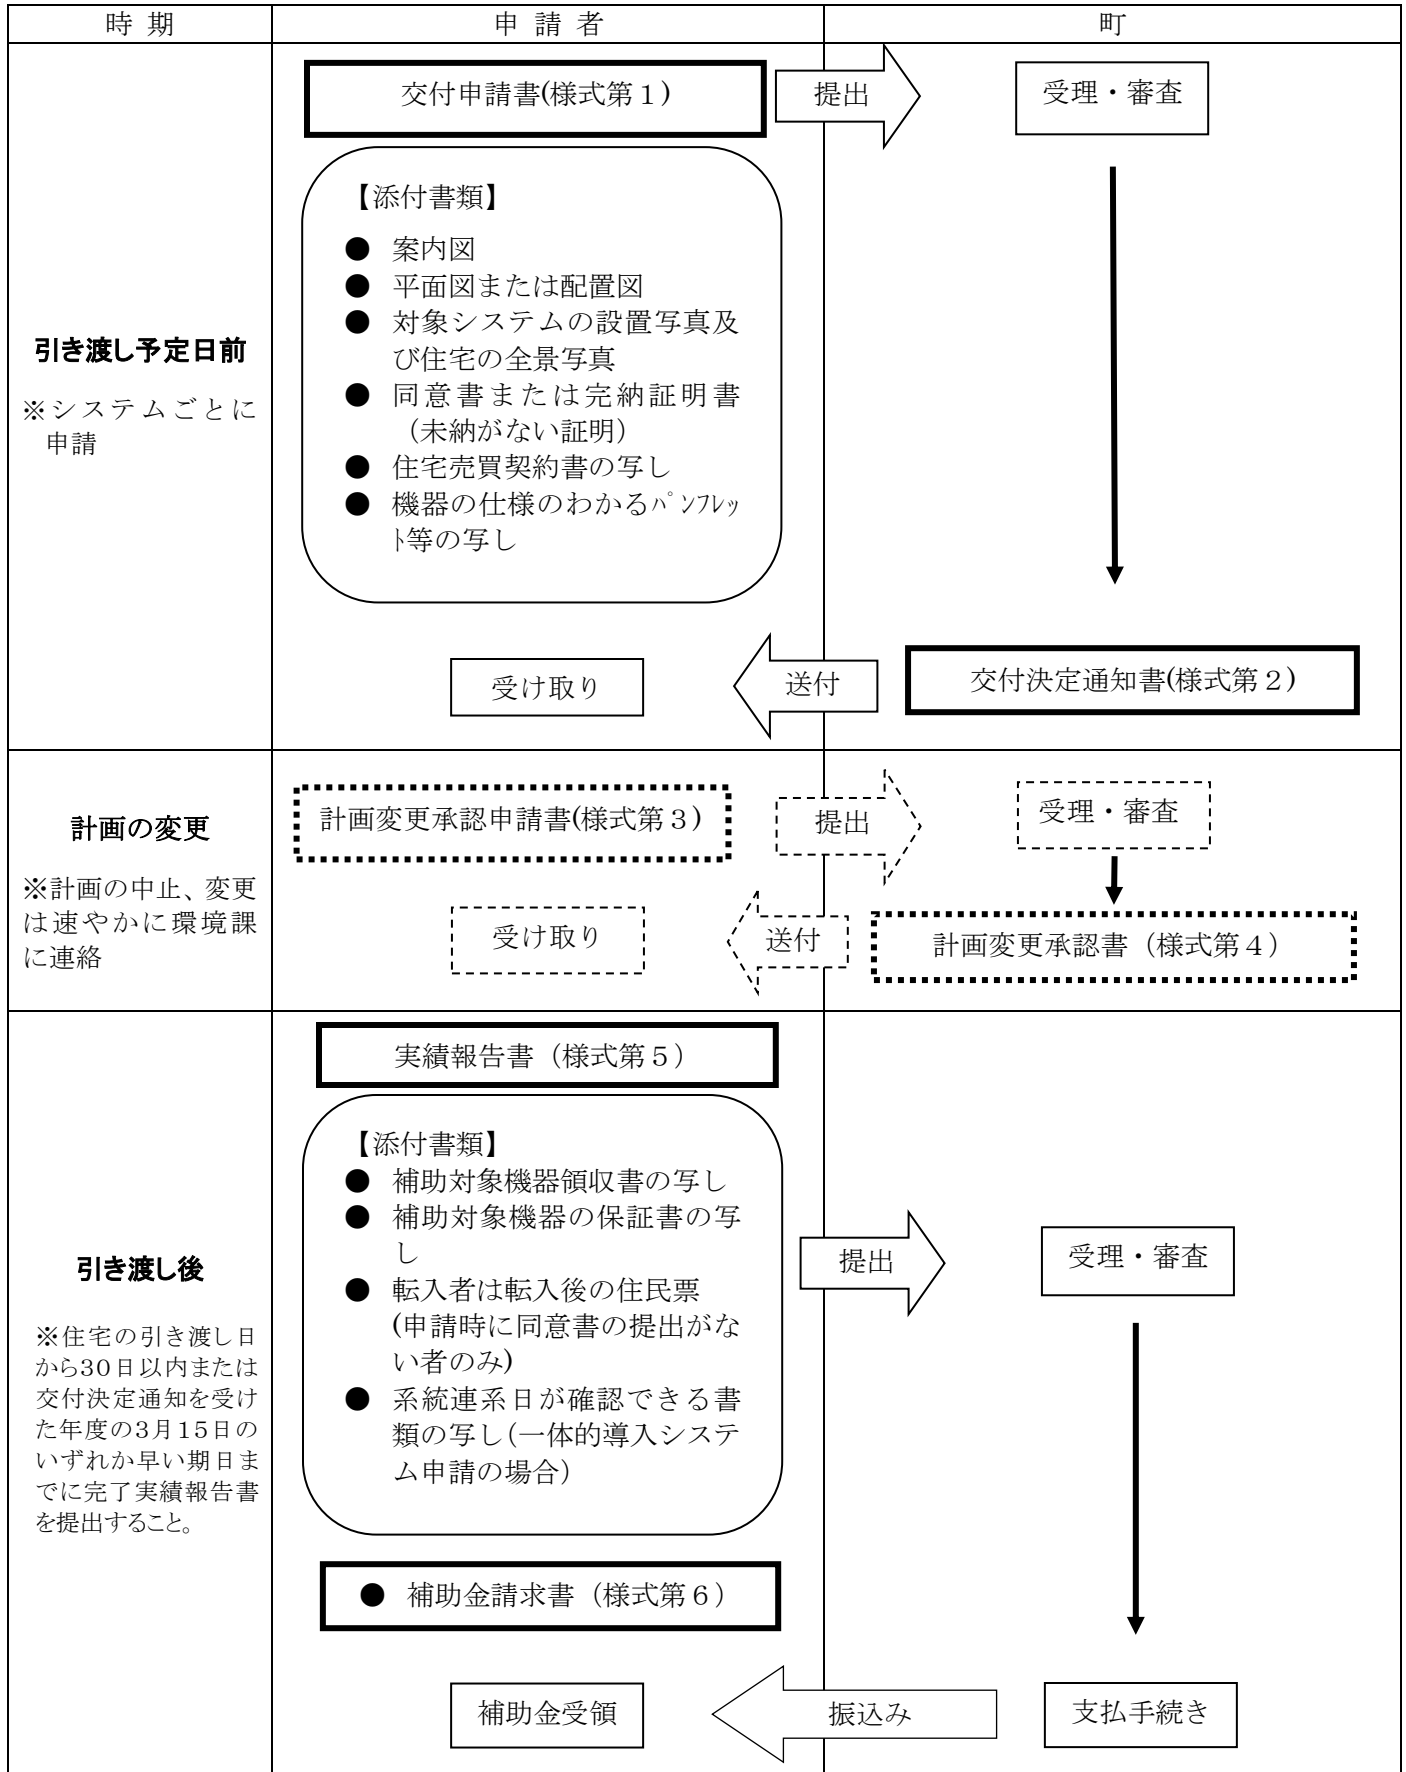 時 期
申 請 者
町
引き渡し予定日前
※システムごとに
申請
交付申請書(様式第１)
提出
受理・審査
【添付書類】
● 案内図
● 平面図または配置図
● 対象システムの設置写真及
び住宅の全景写真
● 同意書または完納証明書
（未納がない証明）
● 住宅売買契約書の写し
● 機器の仕様のわかるﾊﾟﾝﾌﾚｯ
ﾄ等の写し
受け取り
送付
交付決定通知書(様式第２)
計画の変更
※計画の中止、変更
は速やかに環境課
に連絡
計画変更承認申請書(様式第３)
提出
受理・審査
受け取り
送付
計画変更承認書（様式第４）
引き渡し後
※住宅の引き渡し日
から30日以内または
交付決定通知を受け
た年度の3月15日の
いずれか早い期日ま
でに完了実績報告書
を提出すること。
実績報告書（様式第５）
【添付書類】
● 補助対象機器領収書の写し
● 補助対象機器の保証書の写
し
● 転入者は転入後の住民票
(申請時に同意書の提出がな
い者のみ)
● 系統連系日が確認できる書
類の写し(一体的導入システ
ム申請の場合)
提出
受理・審査
● 補助金請求書（様式第６）
補助金受領
振込み
支払手続き